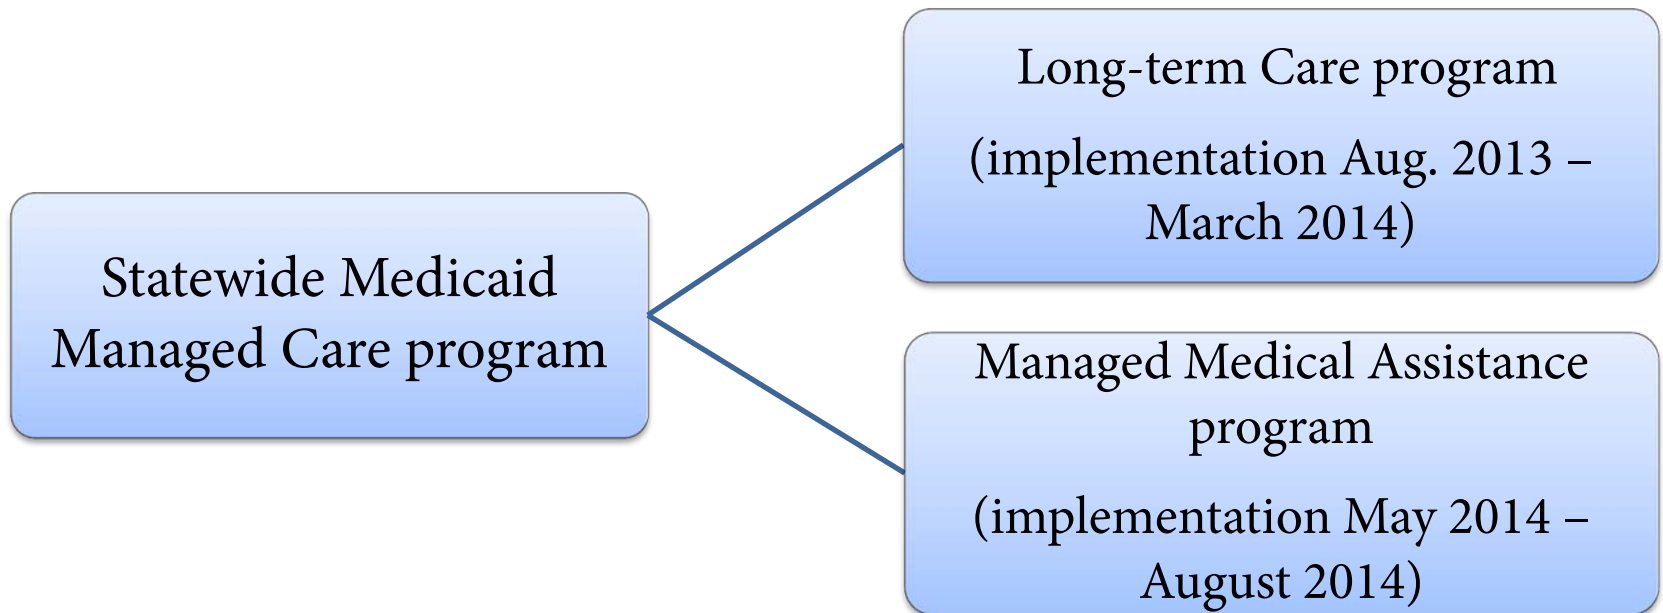 Statewide Medicaid
Managed Care program
Long-term Care program
(implementation Aug. 2013 –
March 2014)
Managed Medical Assistance
program
(implementation May 2014 –
August 2014)